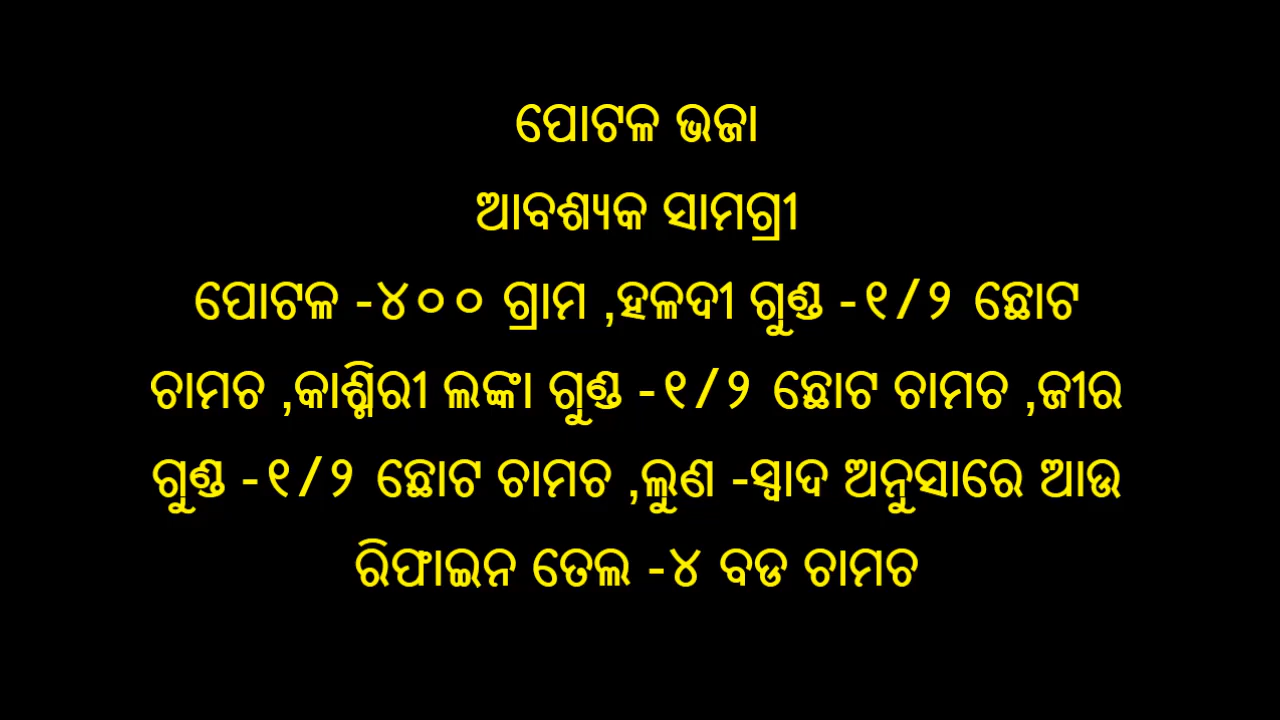 ପୋଟଳ ଭଜା
ଆବଶ୍ୟକ ସାମଗ୍ରୀ
ପୋଟଳ -୪୦୦ ଗ୍ରାମ ,ହଳଦୀ ଗୁଣ୍ଡ -୧/୨ ଛୋଟ
ଚାମଚ ,କାଶ୍ମିରୀ ଲଙ୍କା ଗୁଣ୍ଡ -୧/୨ ଛୋଟ ଚାମଚ ,ଜୀର
ଗୁଣ୍ଡ -୧/୨ ଛୋଟ ଚାମଚ ,ଲୁଣ -ସ୍ଵାଦ ଅନୁସାରେ ଆଉ
ରିଫାଇନ ତେଲ -୪ ବଡ ଚାମଚ